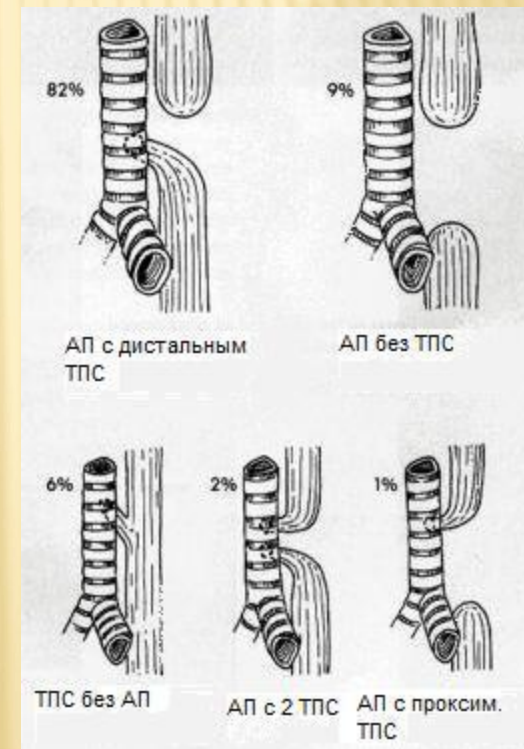 82%
9%
АП с дистальным
ТПС
АП без ТПС
6%
2%
1%
ТПС без АП
АП с 2 ТПС
АП с проксим.
ТПС